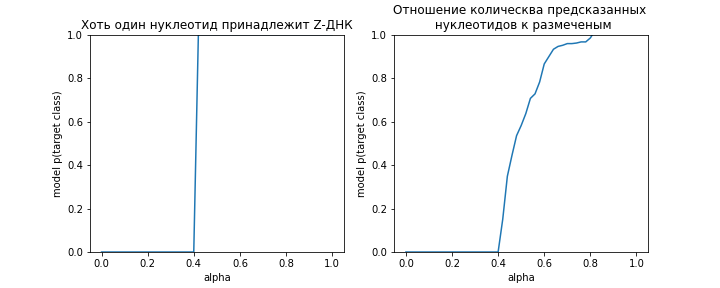 Хоть один нуклеотид принадлежит Z-ДНК
1.0
0.8
0.6
0.4
0.2
0.0
model p(target class)
0.0 0.2 0.4 0.6 0.8 1.0
alpha
Отношение колическва предсказанных
нуклеотидов к размеченым
1.0
0.8
0.6
0.4
0.2
0.0
model p(target class)
0.0 0.2 0.4 0.6 0.8 1.0
alpha